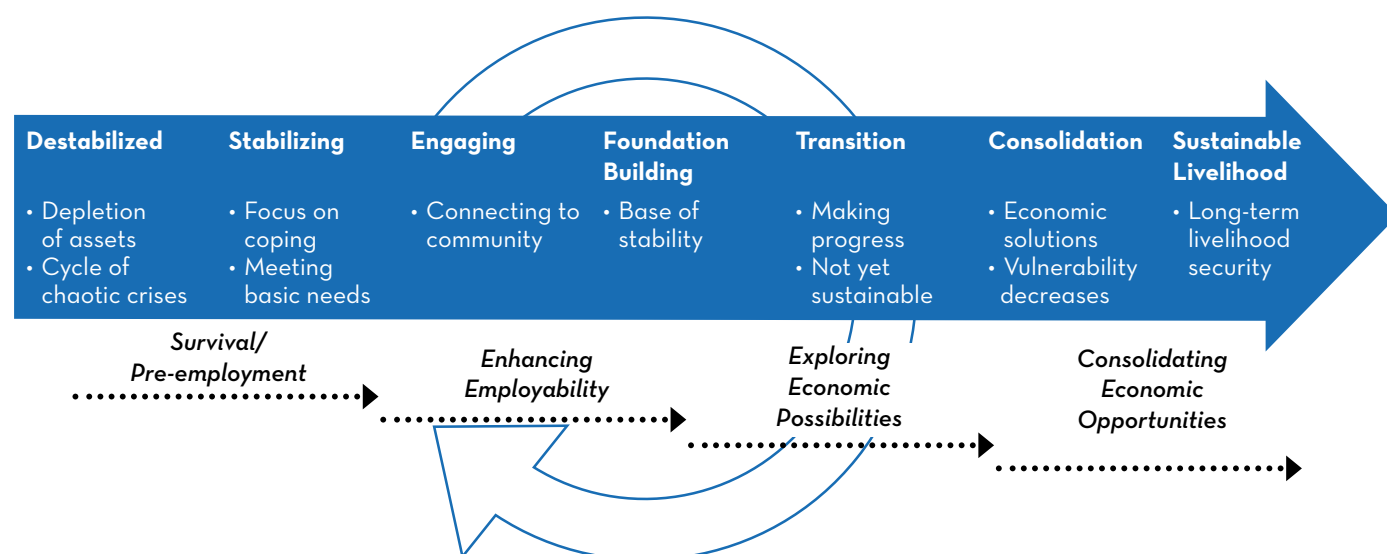 Destabilized
• Depletion
of assets
• Cycle of
chaotic crises
Stabilizing
• Focus on
coping
• Meeting
basic needs
Engaging
• Connecting to
community
Foundation
Building
• Base of
stability
Transition
• Making
progress
• Not yet
sustainable
Consolidation
• Economic
solutions
• Vulnerability
decreases
Sustainable
Livelihood
• Long-term
livelihood
security
Survival/
Pre-employment
Enhancing
Employability
Exploring
Economic
Possibilities
Consolidating
Economic
Opportunities